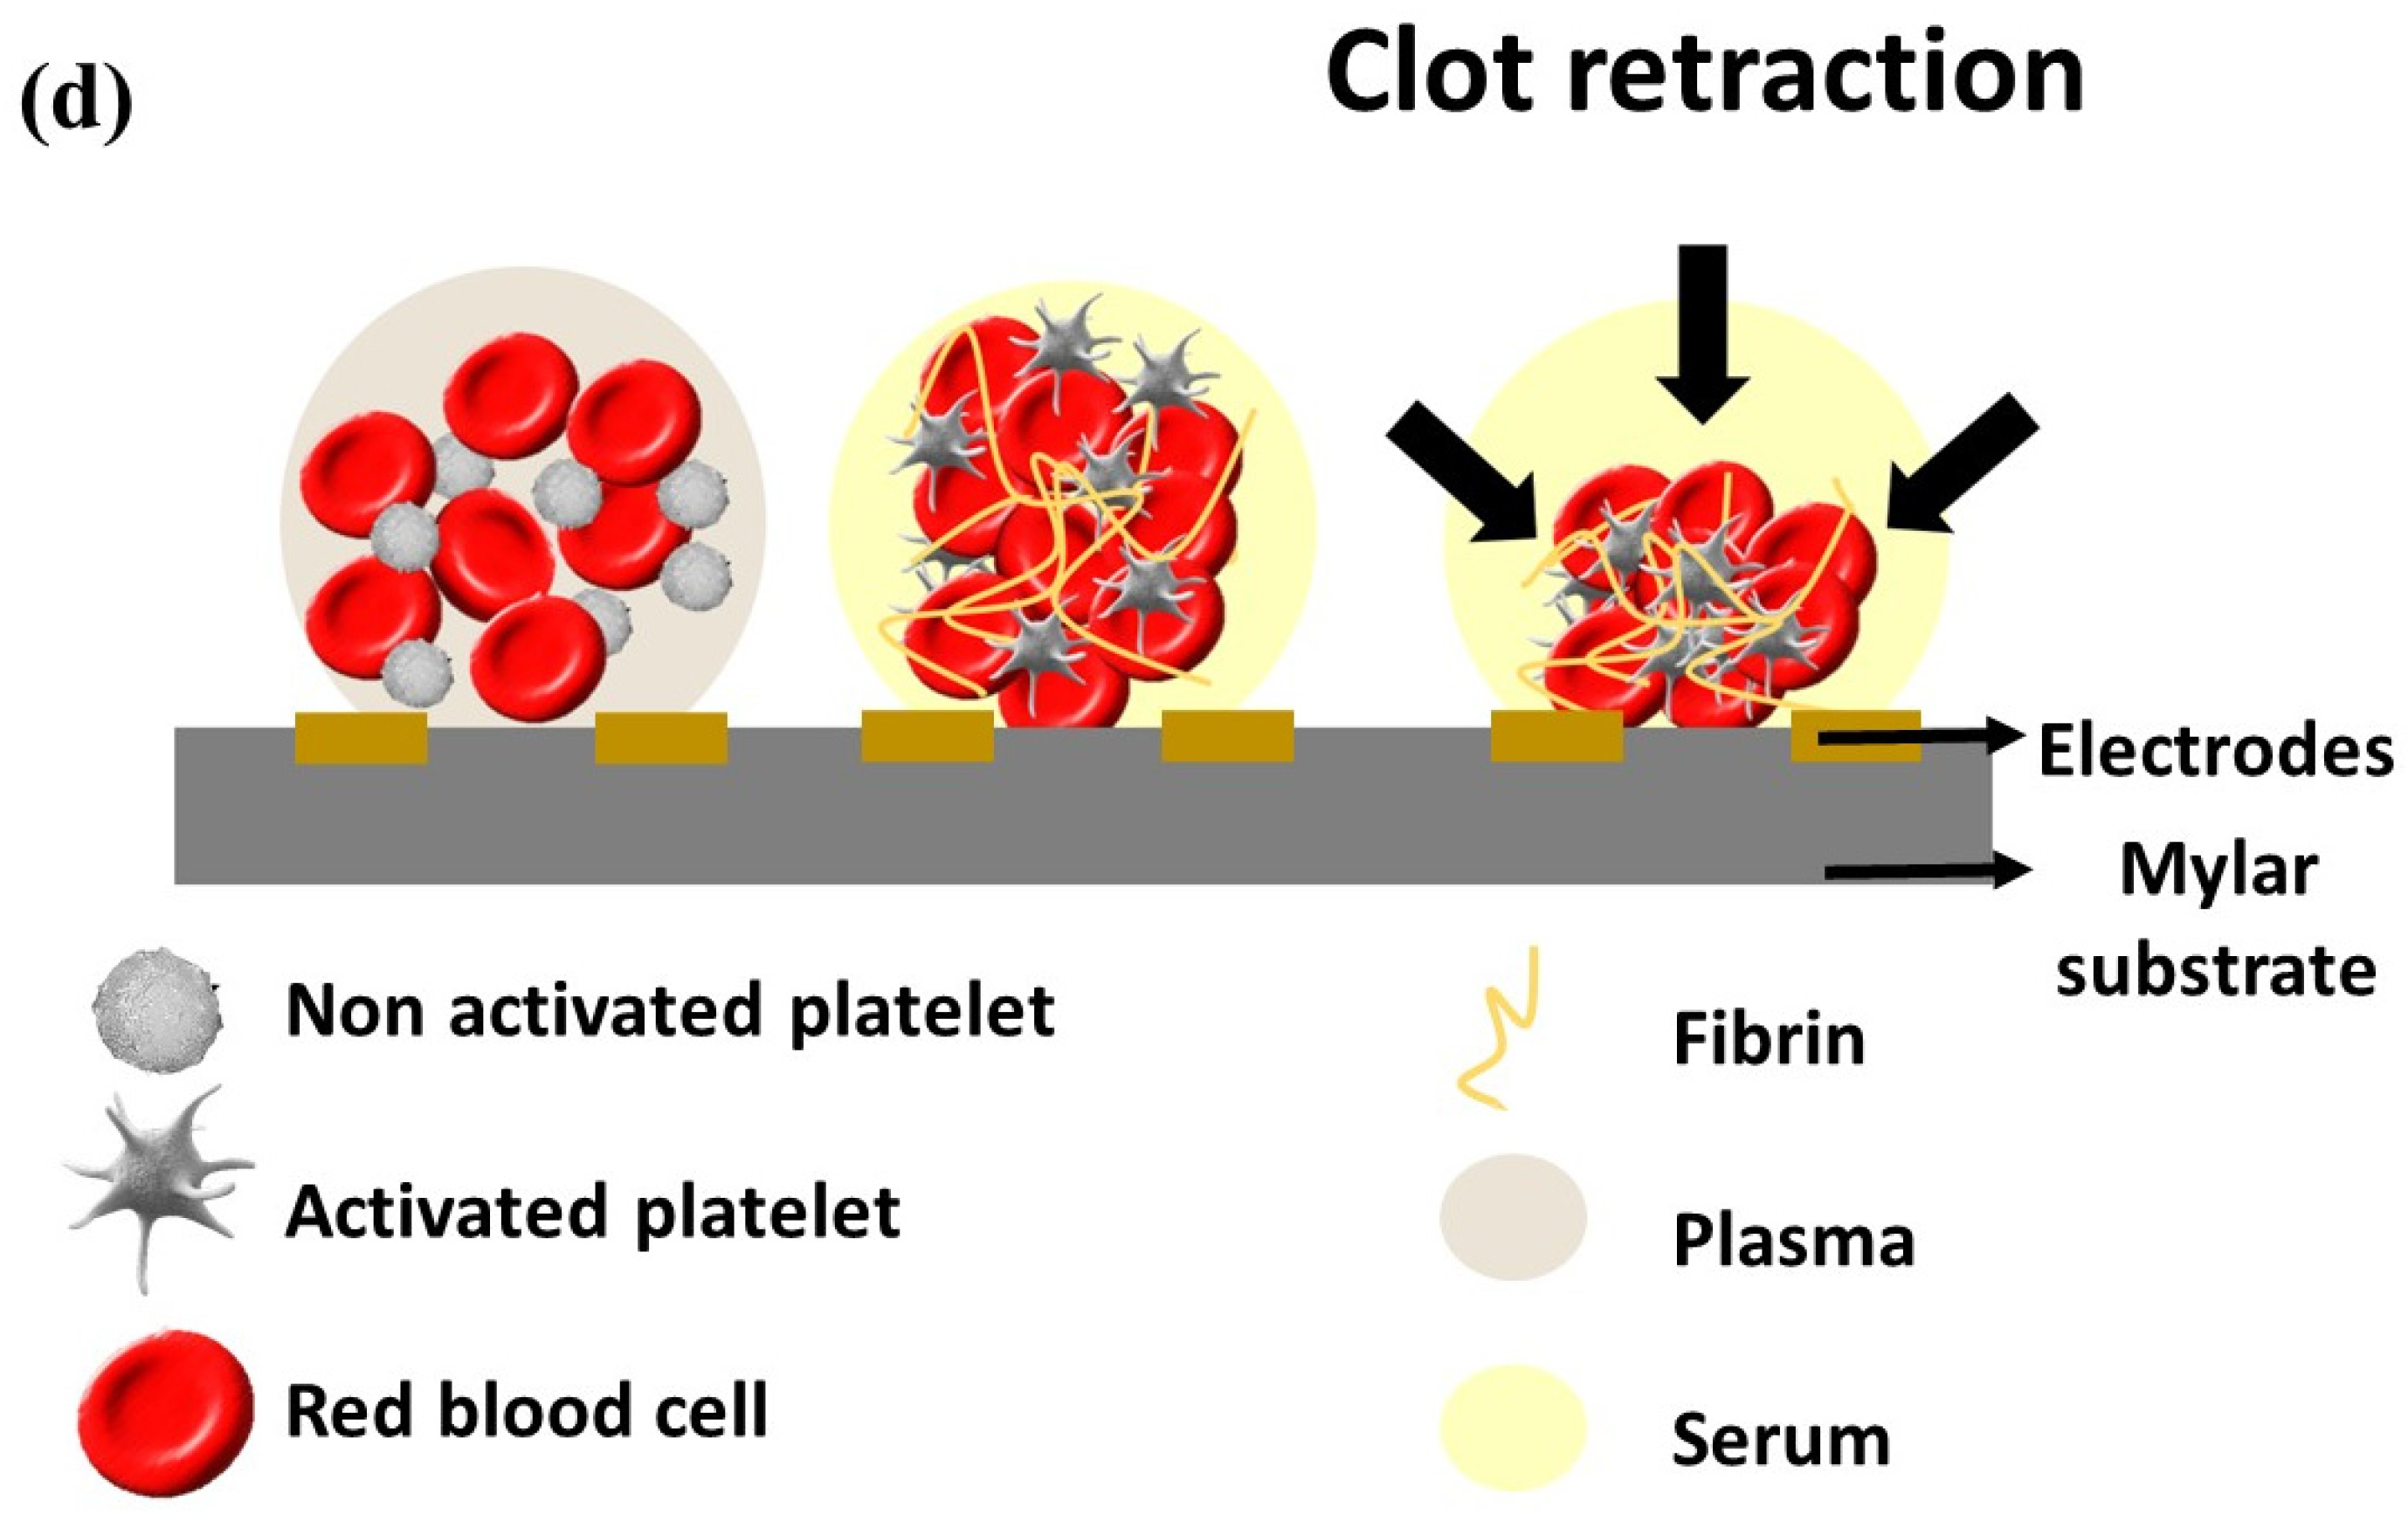 (d)
Clot retraction
Electrodes
Mylar
substrate
Non activated platelet
Activated platelet
Red blood cell
Fibrin
Plasma
Serum